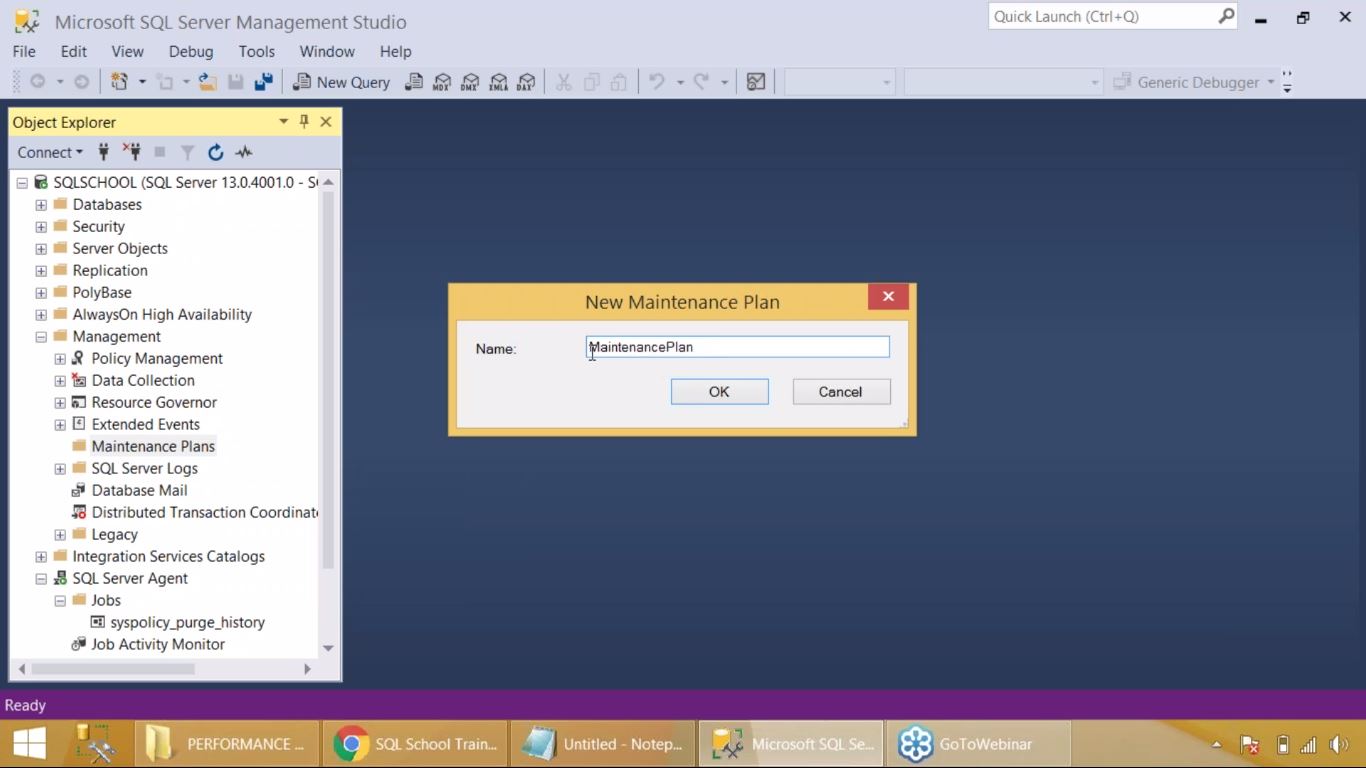 Microsoft SQL Server Management Studio
Quick Launch (Ctrl+Q)
File Edit View Debug Tools Window Help
New Query MDX DMX XMLA DAX Generic Debugger
Object Explorer
Connect
SQLSCHOOL (SQL Server 13.0.4001.0 - S
Databases
Security
Server Objects
Replication
PolyBase
AlwaysOn High Availability
Management
Policy Management
Data Collection
Resource Governor
Extended Events
Maintenance Plans
SQL Server Logs
Database Mail
Distributed Transaction Coordinat
Legacy
Integration Services Catalogs
SQL Server Agent
Jobs
syspolicy_purge_history
Job Activity Monitor
New Maintenance Plan
Name: MaintenancePlan
OK Cancel
Ready
PERFORMANCE ... SQL School Train... Untitled - Notep... Microsoft SQL Se... GoToWebinar